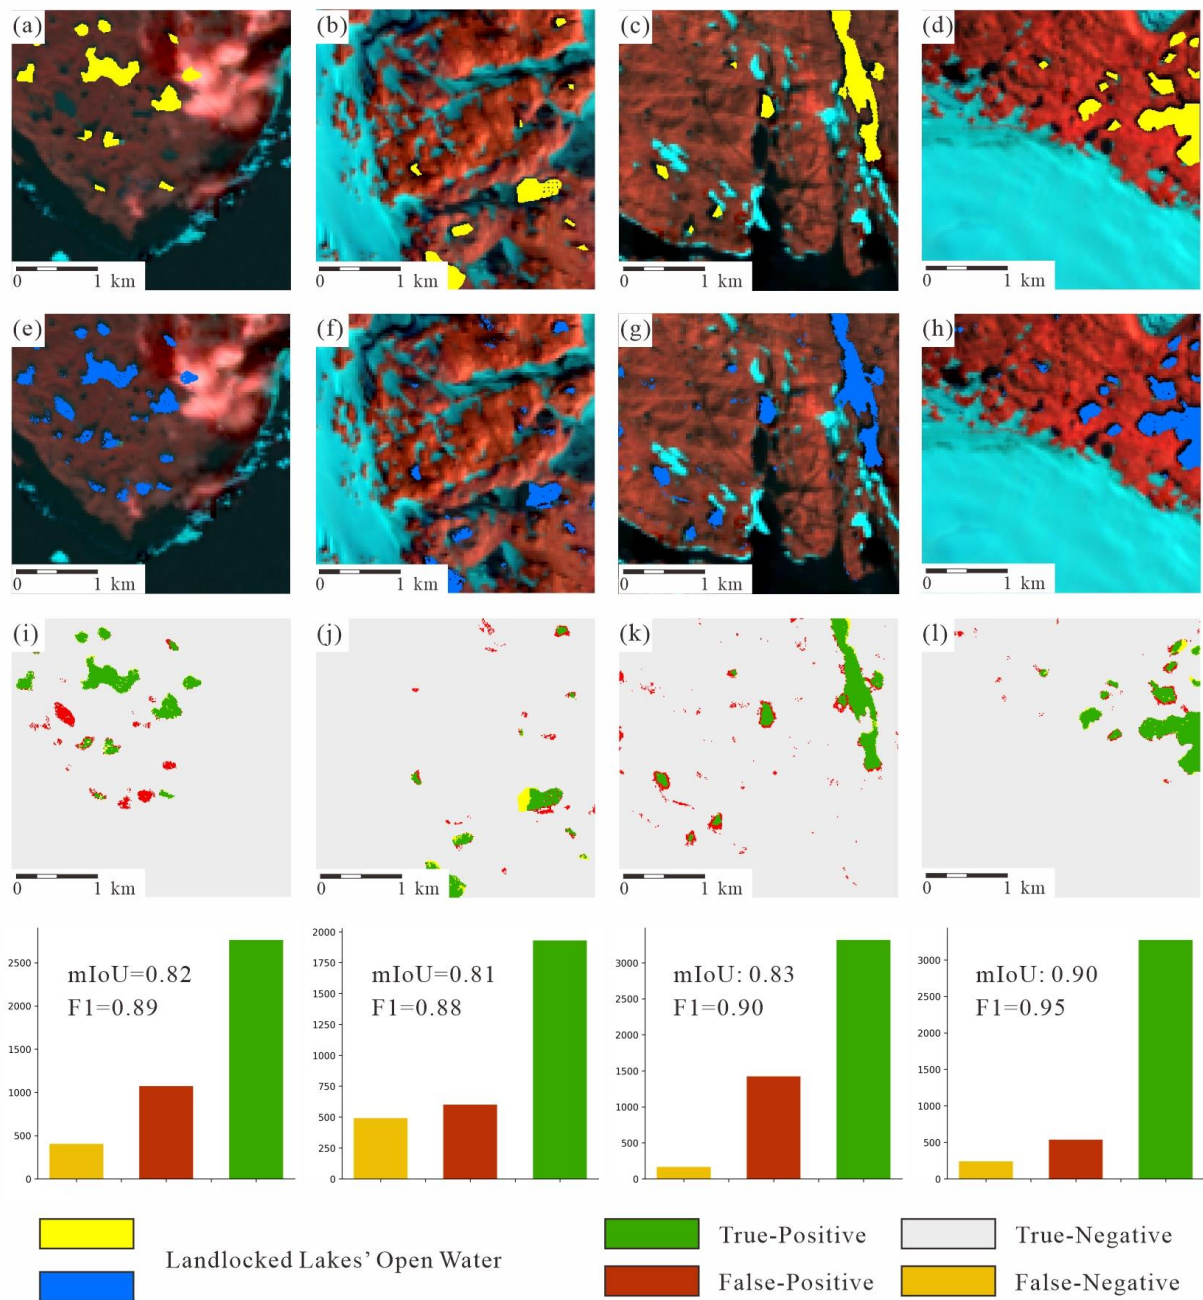 (a) (b) (c) (d)
0 1 km 0 1 km 0 1 km 0 1 km
(e) (f) (g) (h)
0 1 km 0 1 km 0 1 km 0 1 km
(i) (j) (k) (l)
0 1 km 0 1 km 0 1 km 0 1 km
mIoU=0.82
F1=0.89
2500
2000
1500
1000
500
0
mIoU=0.81
F1=0.88
2000
1750
1500
1250
1000
750
500
250
0
mIoU: 0.83
F1=0.90
3000
2500
2000
1500
1000
500
0
mIoU: 0.90
F1=0.95
3000
2500
2000
1500
1000
500
0
Landlocked Lakes' Open Water
True-Positive
True-Negative
False-Positive
False-Negative